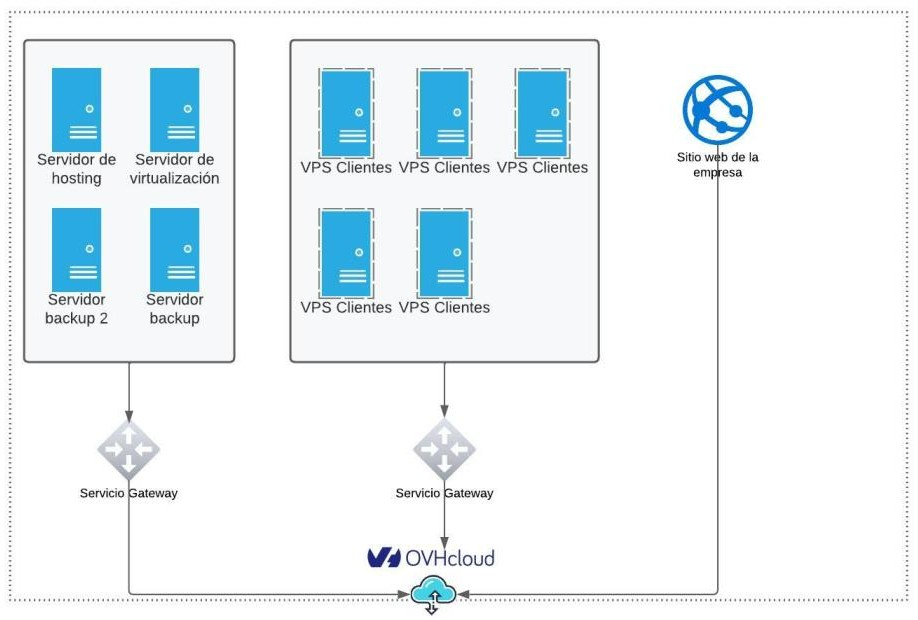 Servidor de
hosting
Servidor de
virtualización
Servidor
backup 2
Servidor
backup
VPS Clientes
VPS Clientes
VPS Clientes
VPS Clientes
VPS Clientes
Sitio web de la
empresa
Servicio Gateway
Servicio Gateway
OVHcloud